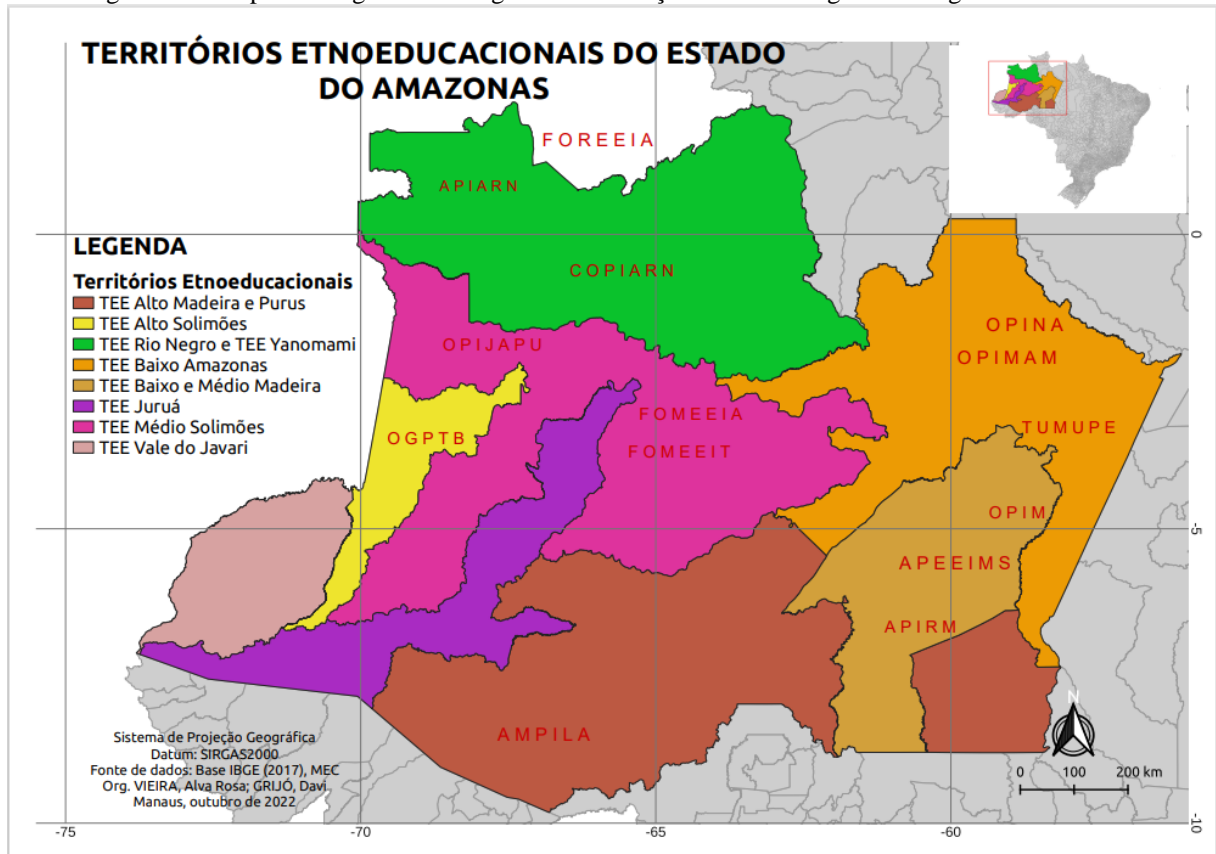 TERRITÓRIOS ETNOEDUCACIONAIS DO ESTADO
DO AMAZONAS
FOREEIA
APIARN
COPIARN
LEGENDA
Territórios Etnoeducacionais
TEE Alto Madeira e Purus
TEE Alto Solimões
TEE Rio Negro e TEE Yanomami
TEE Baixo Amazonas
TEE Baixo e Médio Madeira
TEE Juruá
TEE Médio Solimões
TEE Vale do Javari
OPINA
OPIJAPU
OPIMAM
FOMEEIA
TUMUPE
OGPTB
FOMEEIT
OPIM
APEEIMS
APIRM
AMPILA
N
Sistema de Projeção Geográfica
Datum: SIRGAS2000
Fonte de dados: Base IBGE (2017), MEC
Org. VIEIRA, Alva Rosa; GRIJÓ, Davi
Manaus, outubro de 2022
0 100 200 km
0
-5
-10
-75 -70 -65 -60